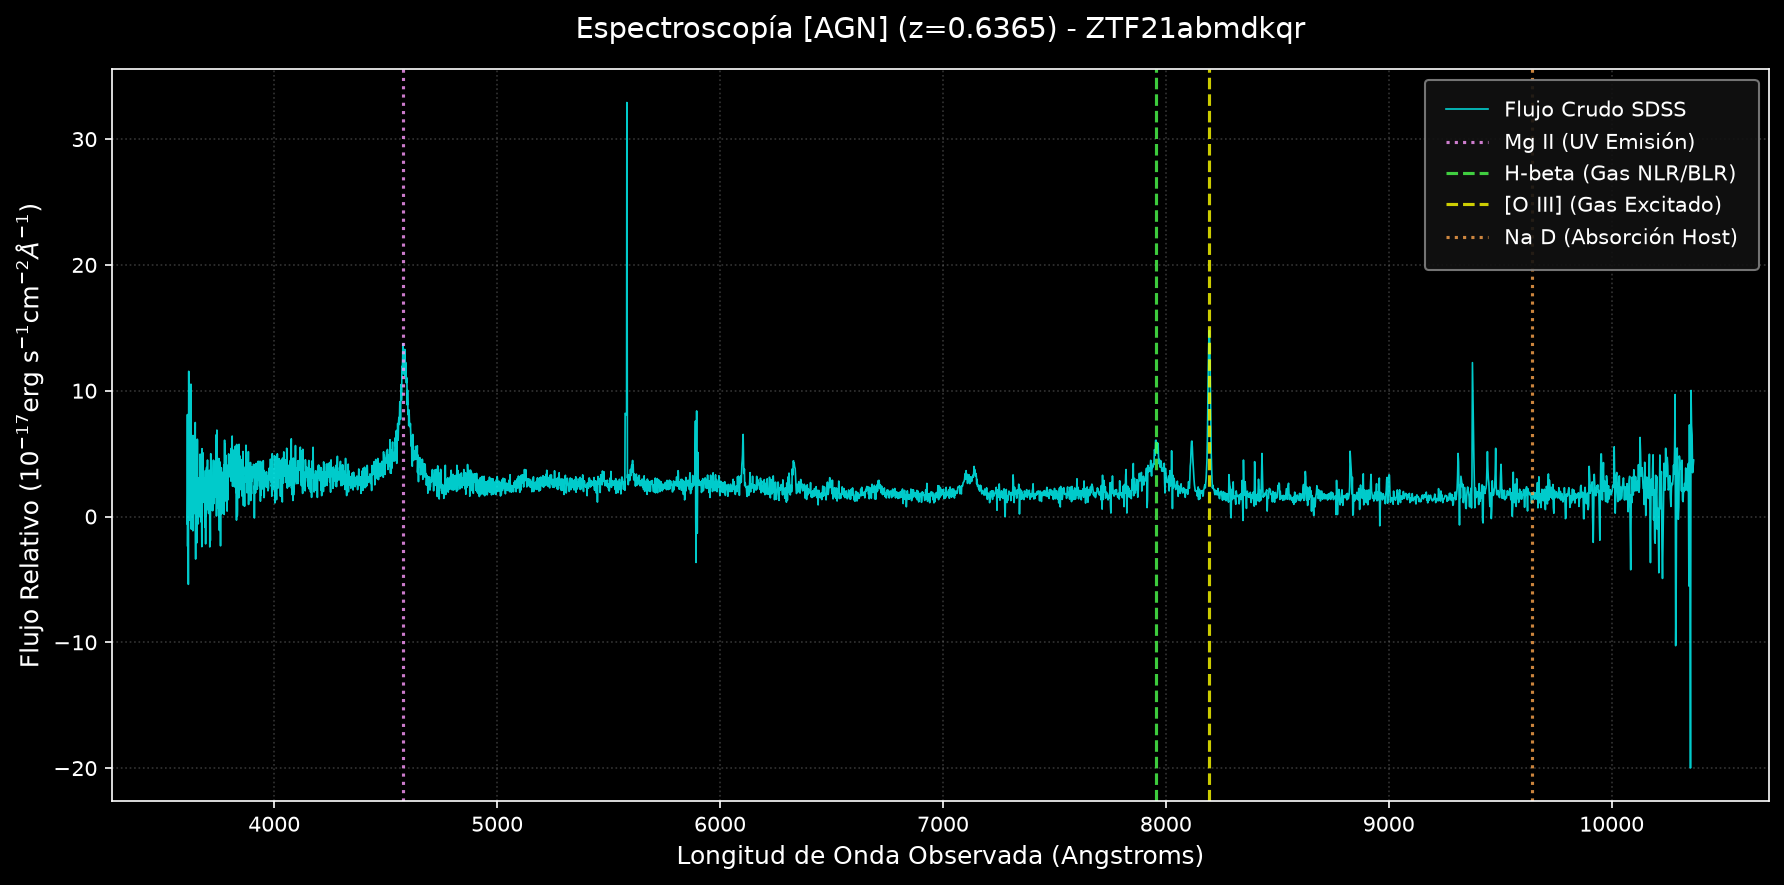 Espectroscopía [AGN] (z=0.6365) - ZTF21abmdkqr
Flujo Relativo (10⁻¹⁷erg s⁻¹cm⁻²Å⁻¹)
30
20
10
0
−10
−20
Flujo Crudo SDSS
Mg II (UV Emisión)
H-beta (Gas NLR/BLR)
[O III] (Gas Excitado)
Na D (Absorción Host)
4000 5000 6000 7000 8000 9000 10000
Longitud de Onda Observada (Angstroms)